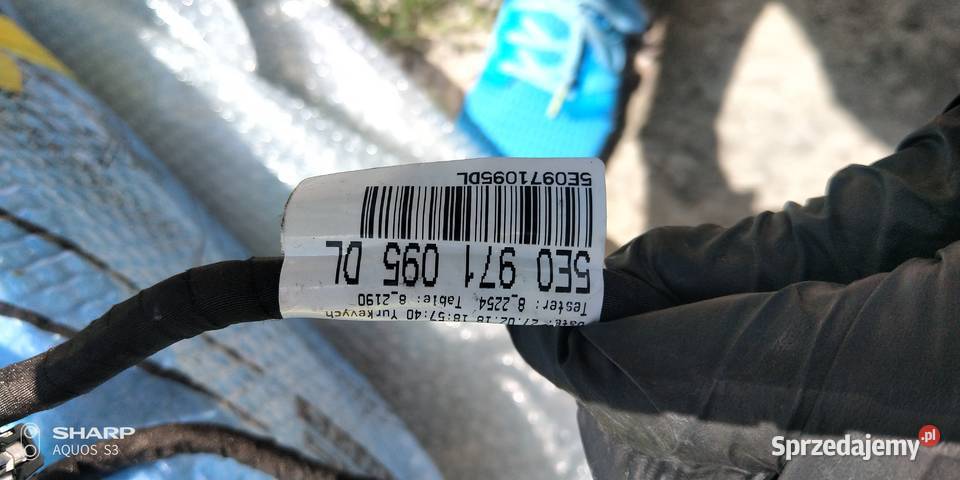 5E0971095DL
5E0 971 095 DL
Tester: 8_2254 Table: 8_2190
27.02.18 18:57:40 Yurkevych
SHARP
AQUOS S3
Sprzedajemy.pl